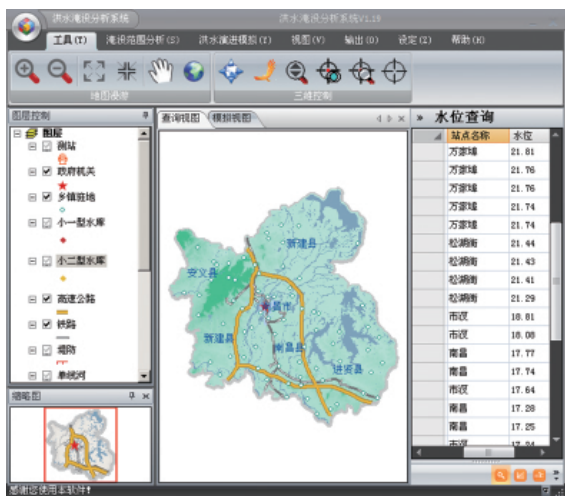 洪水淹没分析系统
洪水淹没分析系统V1.19
工具(T) 淹没范围分析(S) 洪水演进模拟(Y) 视图(V) 输出(O) 设定(Z) 帮助(H)
地图漫游
三维控制
图层控制
图层
测站
政府机关
乡镇驻地
小一型水库
小二型水库
高速公路
铁路
堤防
单线河
缩略图
感谢您使用本软件!
查询视图 模拟视图
新建县
安义县
昌市
新建县
南昌县
进贤县
» 水位查询
站点名称 水位
万家埠 21.81
万家埠 21.76
万家埠 21.76
万家埠 21.74
万家埠 21.74
松湖街 21.44
松湖街 21.43
松湖街 21.41
松湖街 21.29
市汊 18.81
市汊 18.08
南昌 17.77
南昌 17.74
市汊 17.64
南昌 17.28
南昌 17.25
市汊 17.24